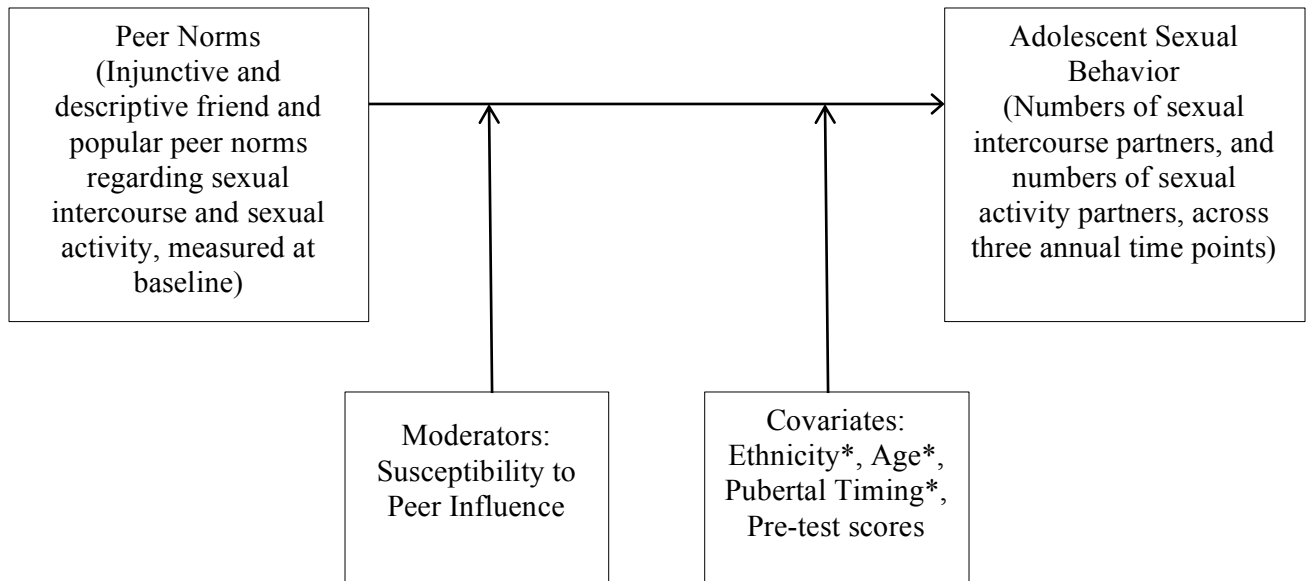 Peer Norms
(Injunctive and
descriptive friend and
popular peer norms
regarding sexual
intercourse and sexual
activity, measured at
baseline)
Adolescent Sexual
Behavior
(Numbers of sexual
intercourse partners, and
numbers of sexual
activity partners, across
three annual time points)
Moderators:
Susceptibility to
Peer Influence
Covariates:
Ethnicity*, Age*,
Pubertal Timing*,
Pre-test scores